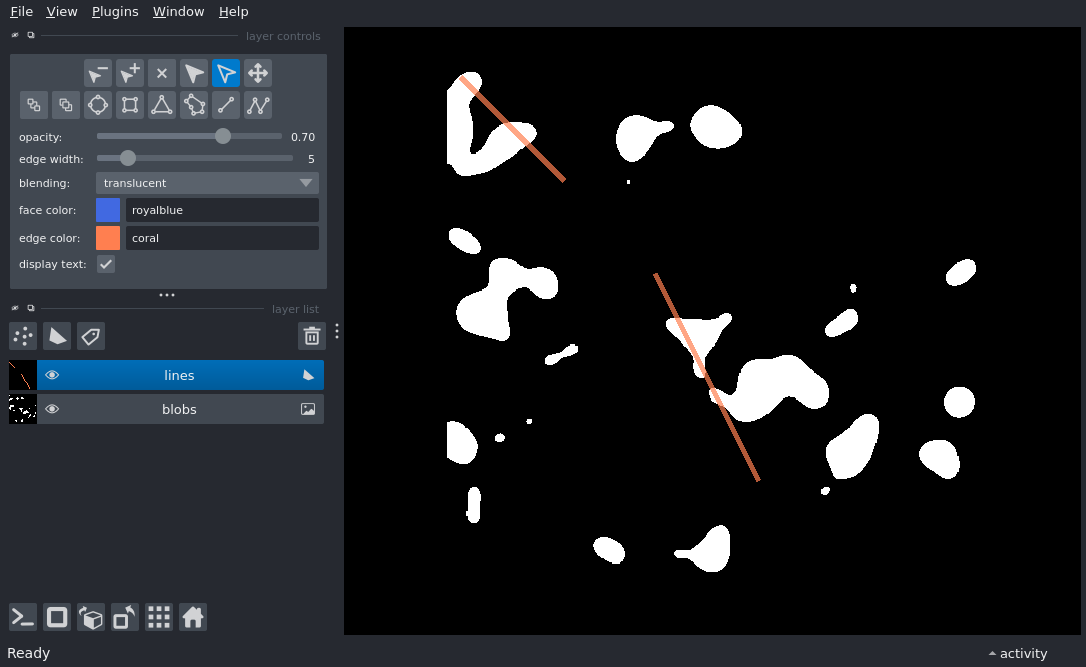 File View Plugins Window Help
layer controls
opacity: 0.70
edge width: 5
blending: translucent
face color: royalblue
edge color: coral
display text:
layer list
lines
blobs
Ready
activity